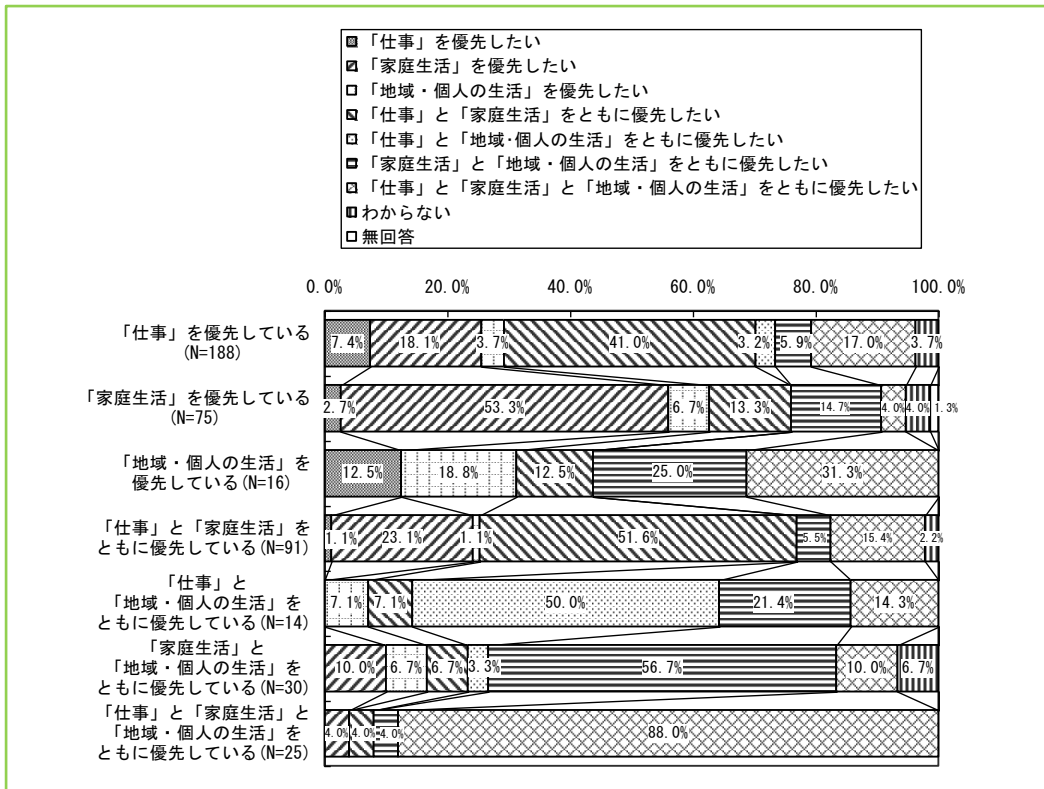 「仕事」を優先したい
「家庭生活」を優先したい
「地域・個人の生活」を優先したい
「仕事」と「家庭生活」をともに優先したい
「仕事」と「地域･個人の生活」をともに優先したい
「家庭生活」と「地域・個人の生活」をともに優先したい
「仕事」と「家庭生活」と「地域・個人の生活」をともに優先したい
わからない
無回答
0.0% 20.0% 40.0% 60.0% 80.0% 100.0%
「仕事」を優先している
(N=188)
7.4% 18.1% 3.7% 41.0% 3.2% 5.9% 17.0% 3.7%
「家庭生活」を優先している
(N=75)
2.7% 53.3% 6.7% 13.3% 14.7% 4.0% 4.0% 1.3%
「地域・個人の生活」を
優先している(N=16)
12.5% 18.8% 12.5% 25.0% 31.3%
「仕事」と「家庭生活」を
ともに優先している(N=91)
1.1% 23.1% 1.1% 51.6% 5.5% 15.4% 2.2%
「仕事」と
「地域・個人の生活」を
ともに優先している(N=14)
7.1% 7.1% 50.0% 21.4% 14.3%
「家庭生活」と
「地域・個人の生活」を
ともに優先している(N=30)
10.0% 6.7% 6.7% 3.3% 56.7% 10.0% 6.7%
「仕事」と「家庭生活」と
「地域・個人の生活」を
ともに優先している(N=25)
4.0% 4.0% 4.0% 88.0%